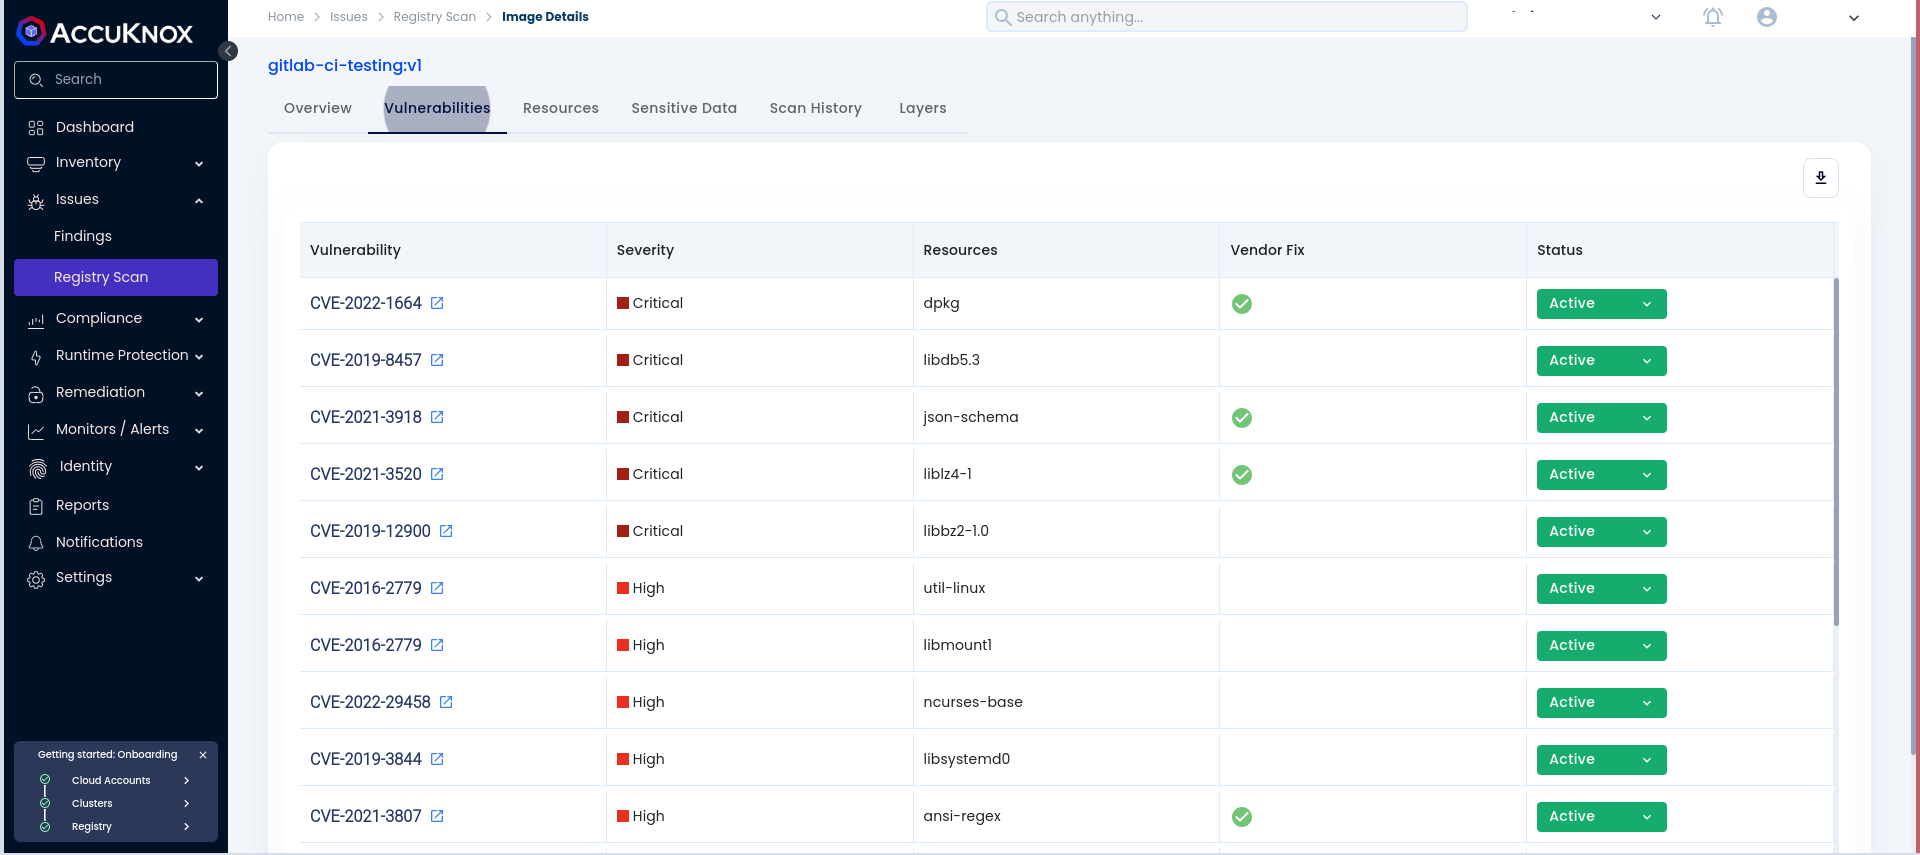 ACCUKNOX
Home > Issues > Registry Scan > Image Details
Search anything...
Search
Dashboard
Inventory
Issues
Findings
Registry Scan
Compliance
Runtime Protection
Remediation
Monitors / Alerts
Identity
Reports
Notifications
Settings
Getting started: Onboarding
Cloud Accounts
Clusters
Registry
gitlab-ci-testing:v1
Overview Vulnerabilities Resources Sensitive Data Scan History Layers
Vulnerability Severity Resources Vendor Fix Status
CVE-2022-1664 Critical dpkg Active
CVE-2019-8457 Critical libdb5.3 Active
CVE-2021-3918 Critical json-schema Active
CVE-2021-3520 Critical liblz4-1 Active
CVE-2019-12900 Critical libbz2-1.0 Active
CVE-2016-2779 High util-linux Active
CVE-2016-2779 High libmount1 Active
CVE-2022-29458 High ncurses-base Active
CVE-2019-3844 High libsystemd0 Active
CVE-2021-3807 High ansi-regex Active